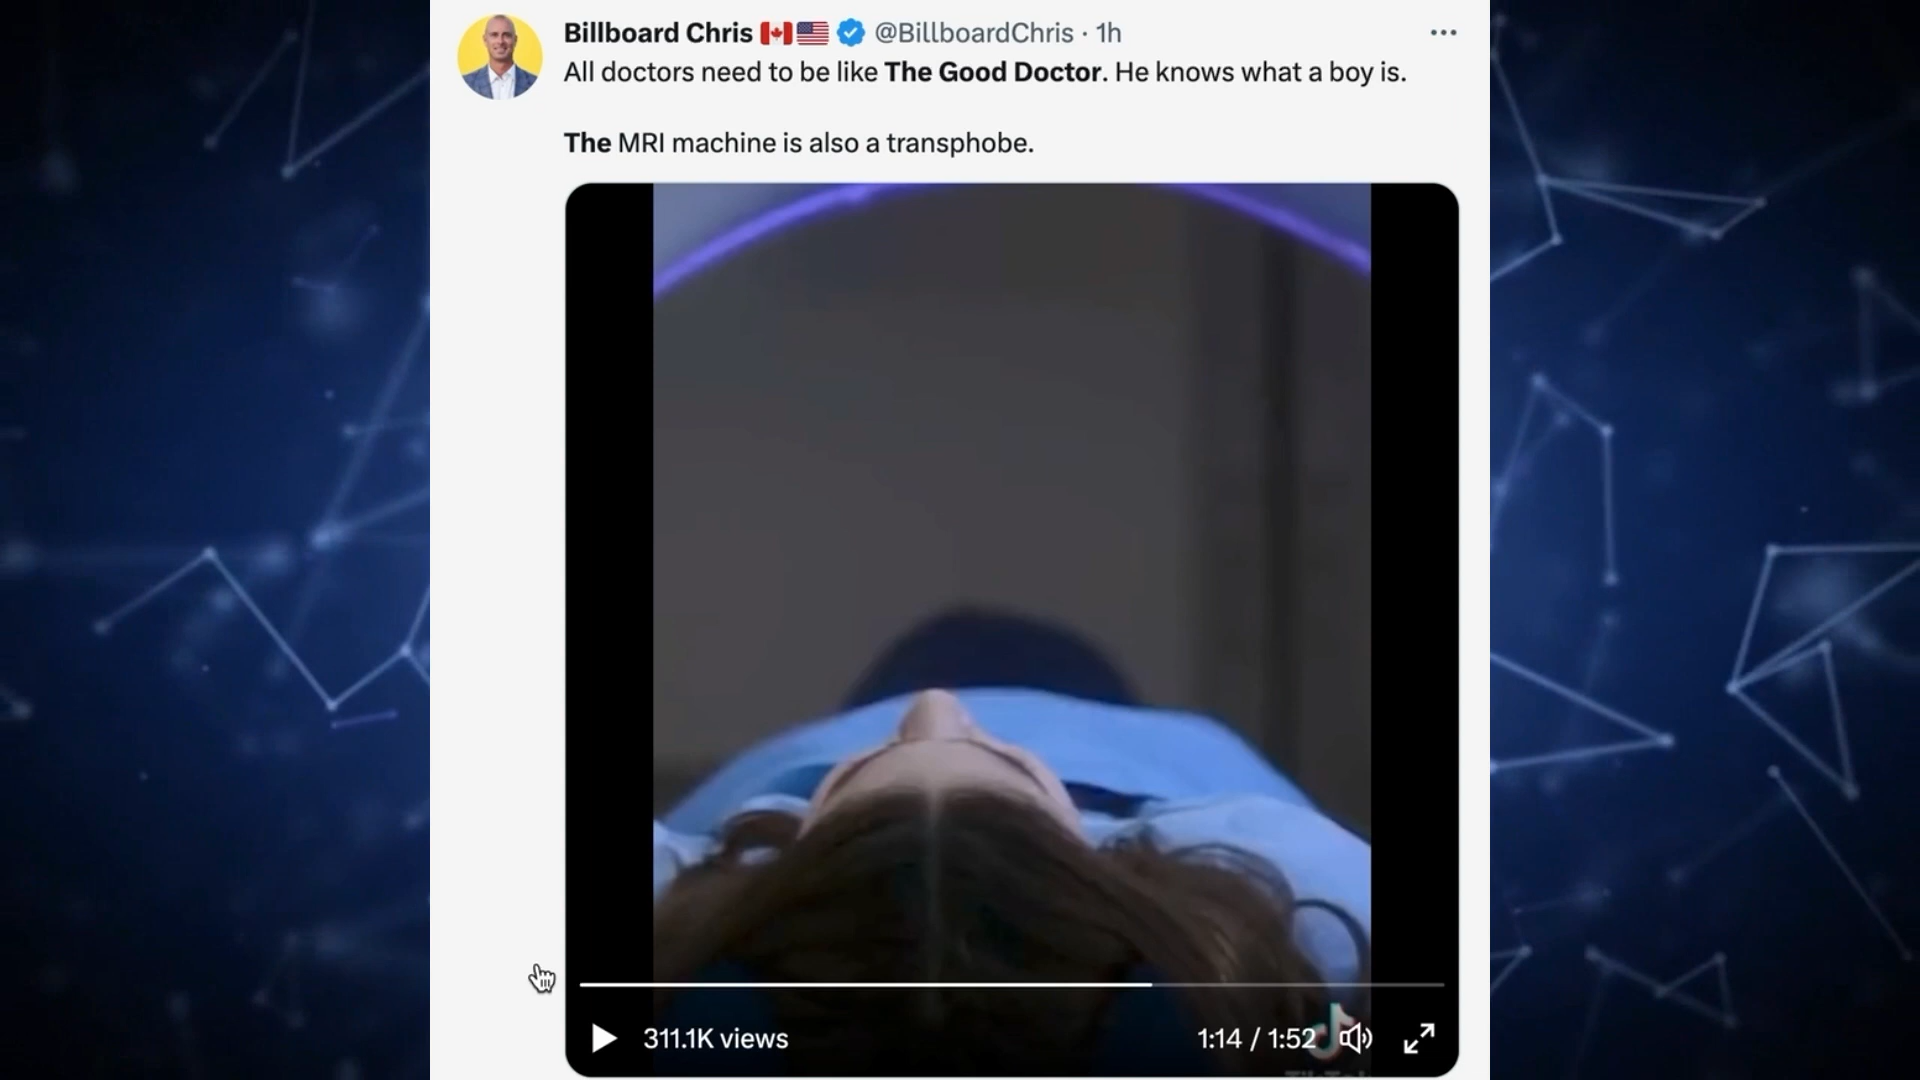 Billboard Chris 🇨🇦🇺🇸 @BillboardChris · 1h
All doctors need to be like The Good Doctor. He knows what a boy is.
The MRI machine is also a transphobe.
311.1K views
1:14 / 1:52